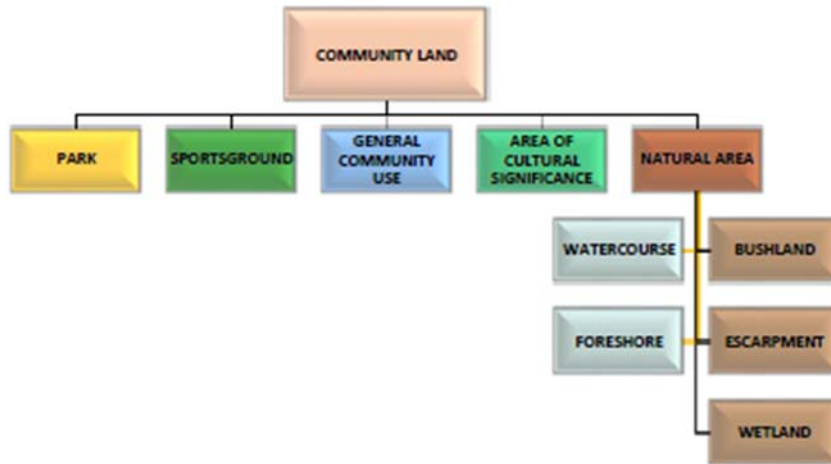 COMMUNITY LAND
PARK
SPORTSGROUND
GENERAL
COMMUNITY
USE
AREA OF
CULTURAL
SIGNIFICANCE
NATURAL AREA
WATERCOURSE
BUSHLAND
FORESHORE
ESCARPMENT
WETLAND